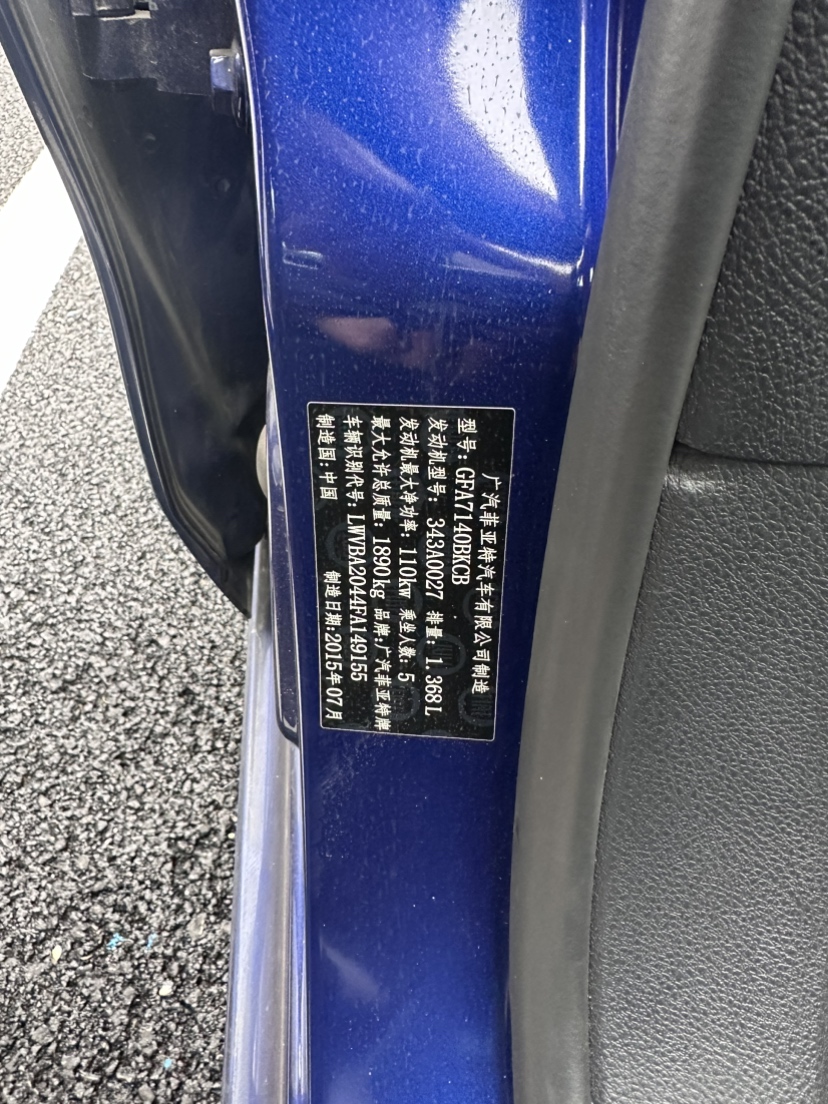 广汽菲亚特汽车有限公司制造
型号:GFA7140BKCB
发动机型号: 343A0027 排量: 1.368L
发动机最大净功率:110kw 乘坐人数:5
最大允许总质量:1890kg 品牌:广汽菲亚特牌
车辆识别代号:LWVBA2044FA149155
制造国:中国 制造日期:2015年07月